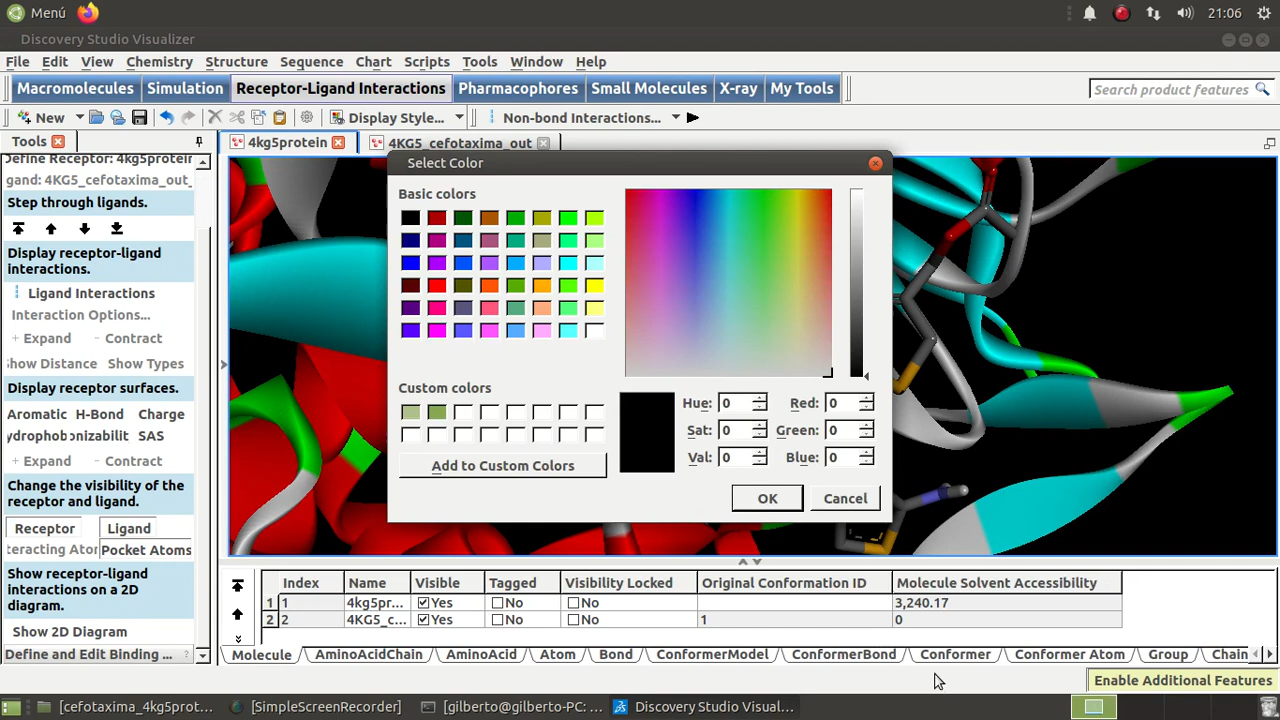 Menú
21:06
Discovery Studio Visualizer
File Edit View Chemistry Structure Sequence Chart Scripts Tools Window Help
Macromolecules Simulation Receptor-Ligand Interactions Pharmacophores Small Molecules X-ray My Tools Search product features
New Display Style... Non-bond Interactions...
Tools 4kg5protein 4KG5_cefotaxima_out
Define Receptor: 4kg5protein
gand: 4KG5_cefotaxima_out_
Step through ligands.
Display receptor-ligand
interactions.
Ligand Interactions
Interaction Options...
+ Expand - Contract
Show Distance Show Types
Display receptor surfaces.
Aromatic H-Bond Charge
ydrophob onizabilit SAS
+ Expand - Contract
Change the visibility of the
receptor and ligand.
Receptor Ligand
teracting Ator Pocket Atoms
Show receptor-ligand
interactions on a 2D
diagram.
Show 2D Diagram
Define and Edit Binding ... ?
Select Color
Basic colors
Custom colors
Add to Custom Colors
Hue: 0 Red: 0
Sat: 0 Green: 0
Val: 0 Blue: 0
OK Cancel
Index Name Visible Tagged Visibility Locked Original Conformation ID Molecule Solvent Accessibility
1 1 4kg5pr... Yes No No 3,240.17
2 2 4KG5_c... Yes No No 1 0
Molecule AminoAcidChain AminoAcid Atom Bond ConformerModel ConformerBond Conformer Conformer Atom Group Chain
Enable Additional Features
[cefotaxima_4kg5prot... [SimpleScreenRecorder] [gilberto@gilberto-PC: ... Discovery Studio Visual...